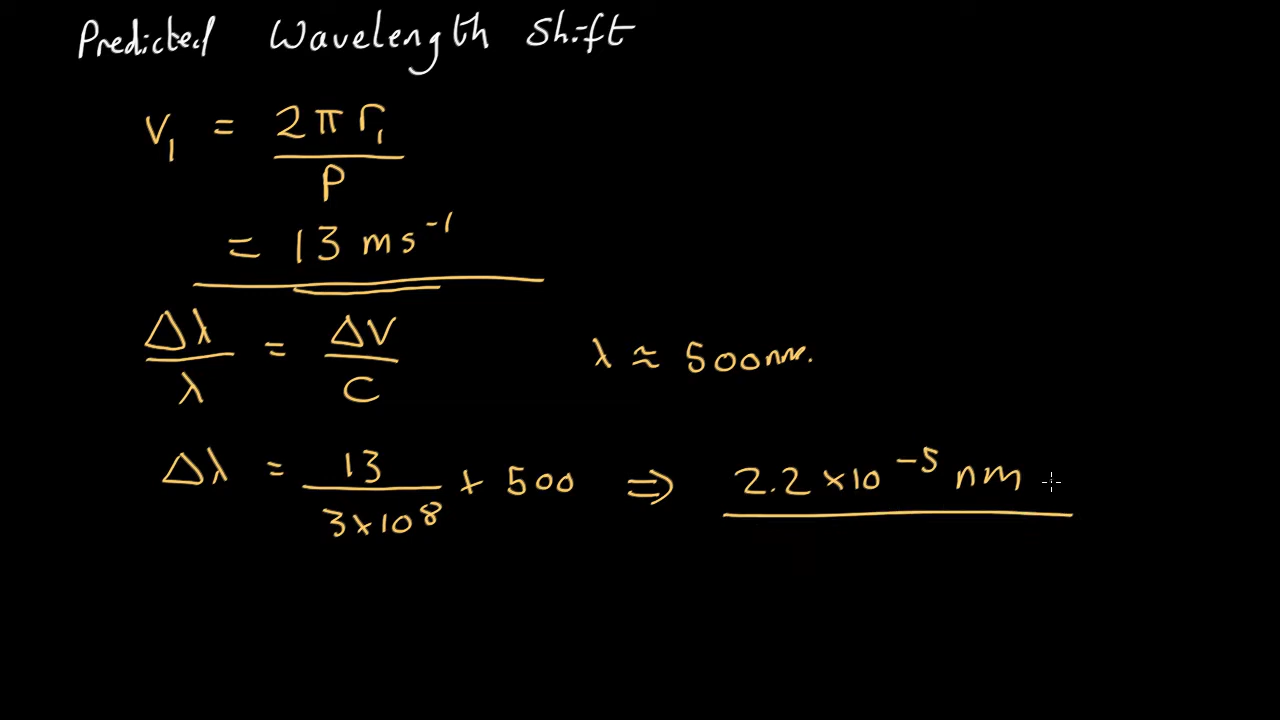 Predicted Wavelength Shift
V₁ = 2πr₁ / P
= 13 ms⁻¹
Δλ / λ = ΔV / C
λ ≈ 500nm.
Δλ = 13 / 3×10⁸ × 500 ⇒ 2.2×10⁻⁵ nm